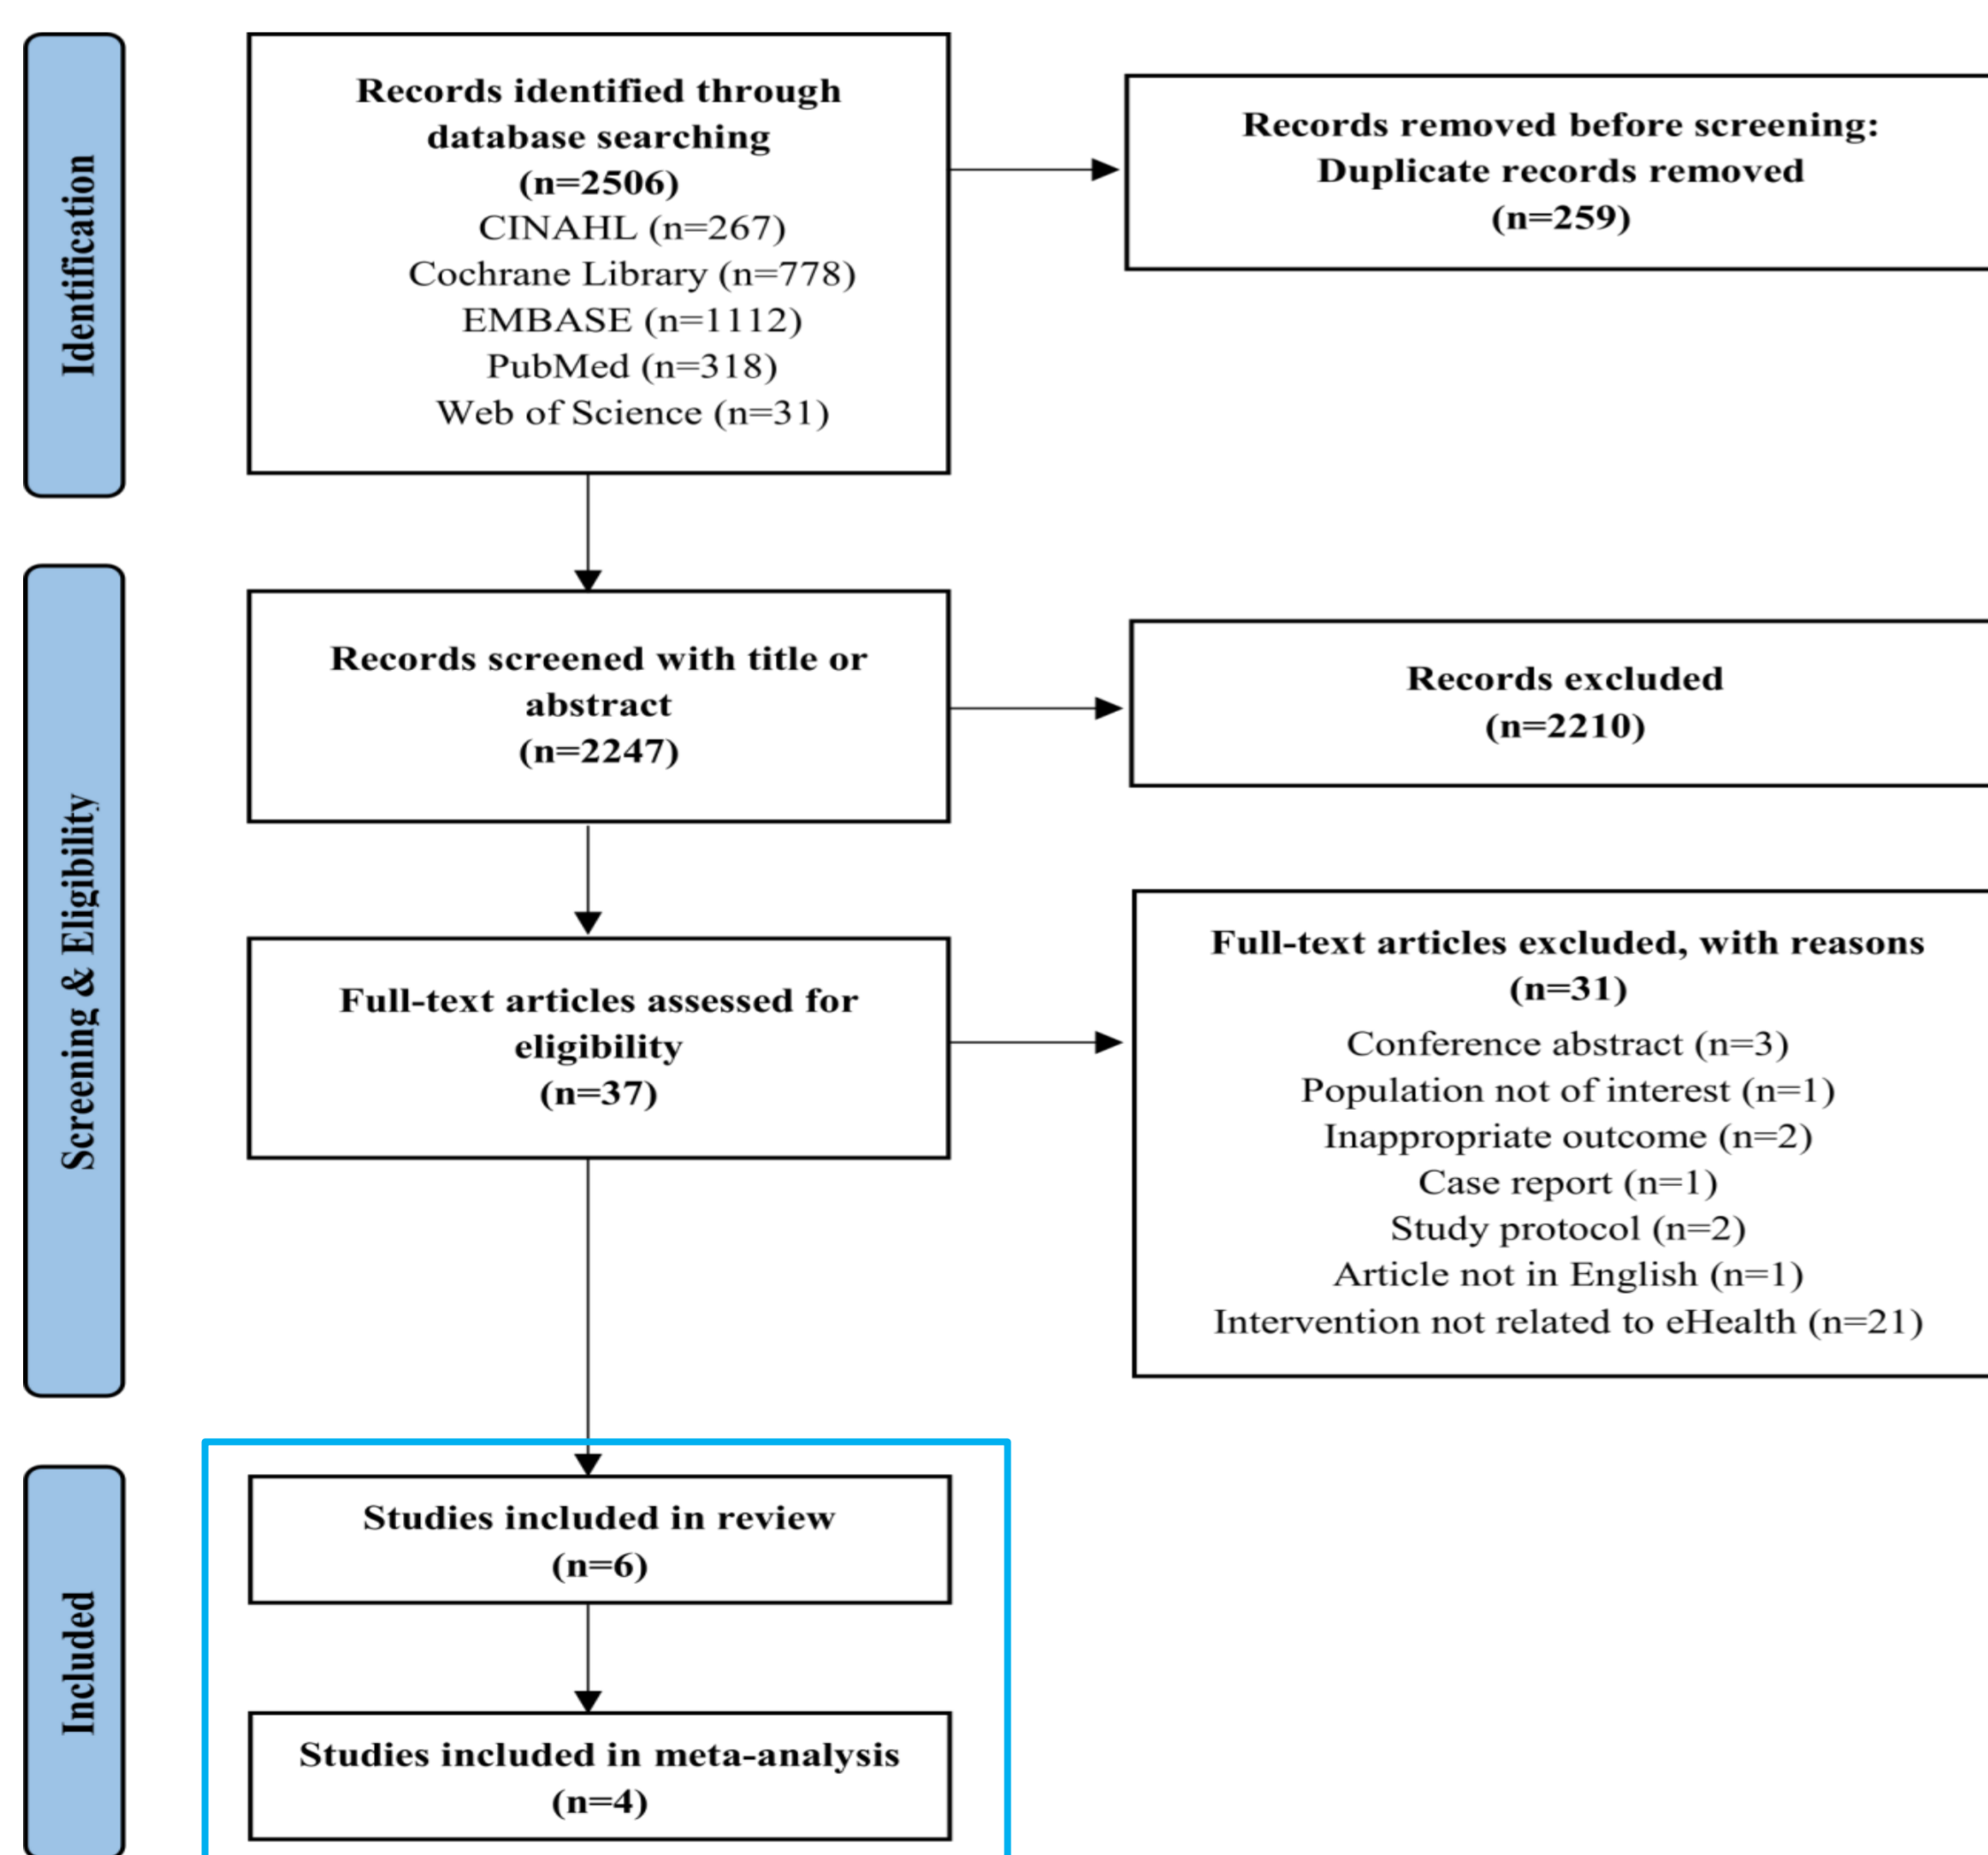 Identification
Records identified through
database searching
(n=2506)
CINAHL (n=267)
Cochrane Library (n=778)
EMBASE (n=1112)
PubMed (n=318)
Web of Science (n=31)
Records removed before screening:
Duplicate records removed
(n=259)
Screening & Eligibility
Records screened with title or
abstract
(n=2247)
Records excluded
(n=2210)
Full-text articles assessed for
eligibility
(n=37)
Full-text articles excluded, with reasons
(n=31)
Conference abstract (n=3)
Population not of interest (n=1)
Inappropriate outcome (n=2)
Case report (n=1)
Study protocol (n=2)
Article not in English (n=1)
Intervention not related to eHealth (n=21)
Included
Studies included in review
(n=6)
Studies included in meta-analysis
(n=4)